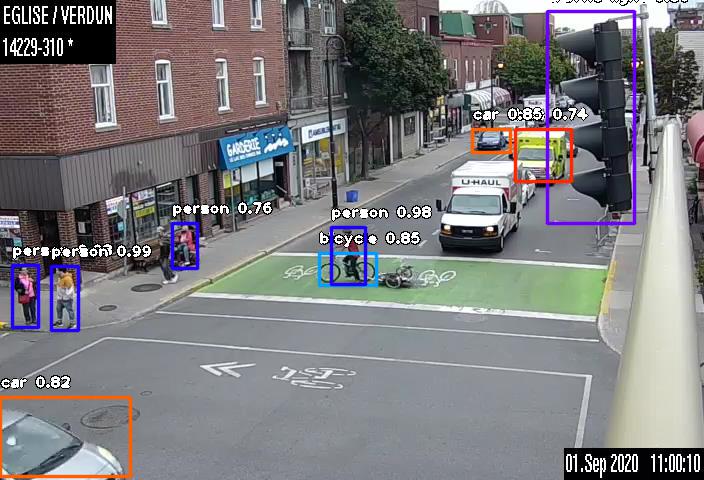 EGLISE / VERDUN
14229-310 *
car 0.85
0.74
GARDERIE
U-HAUL
person 0.76
person 0.98
bicycle 0.85
person 0.99
car 0.82
01.Sep 2020 11:00:10